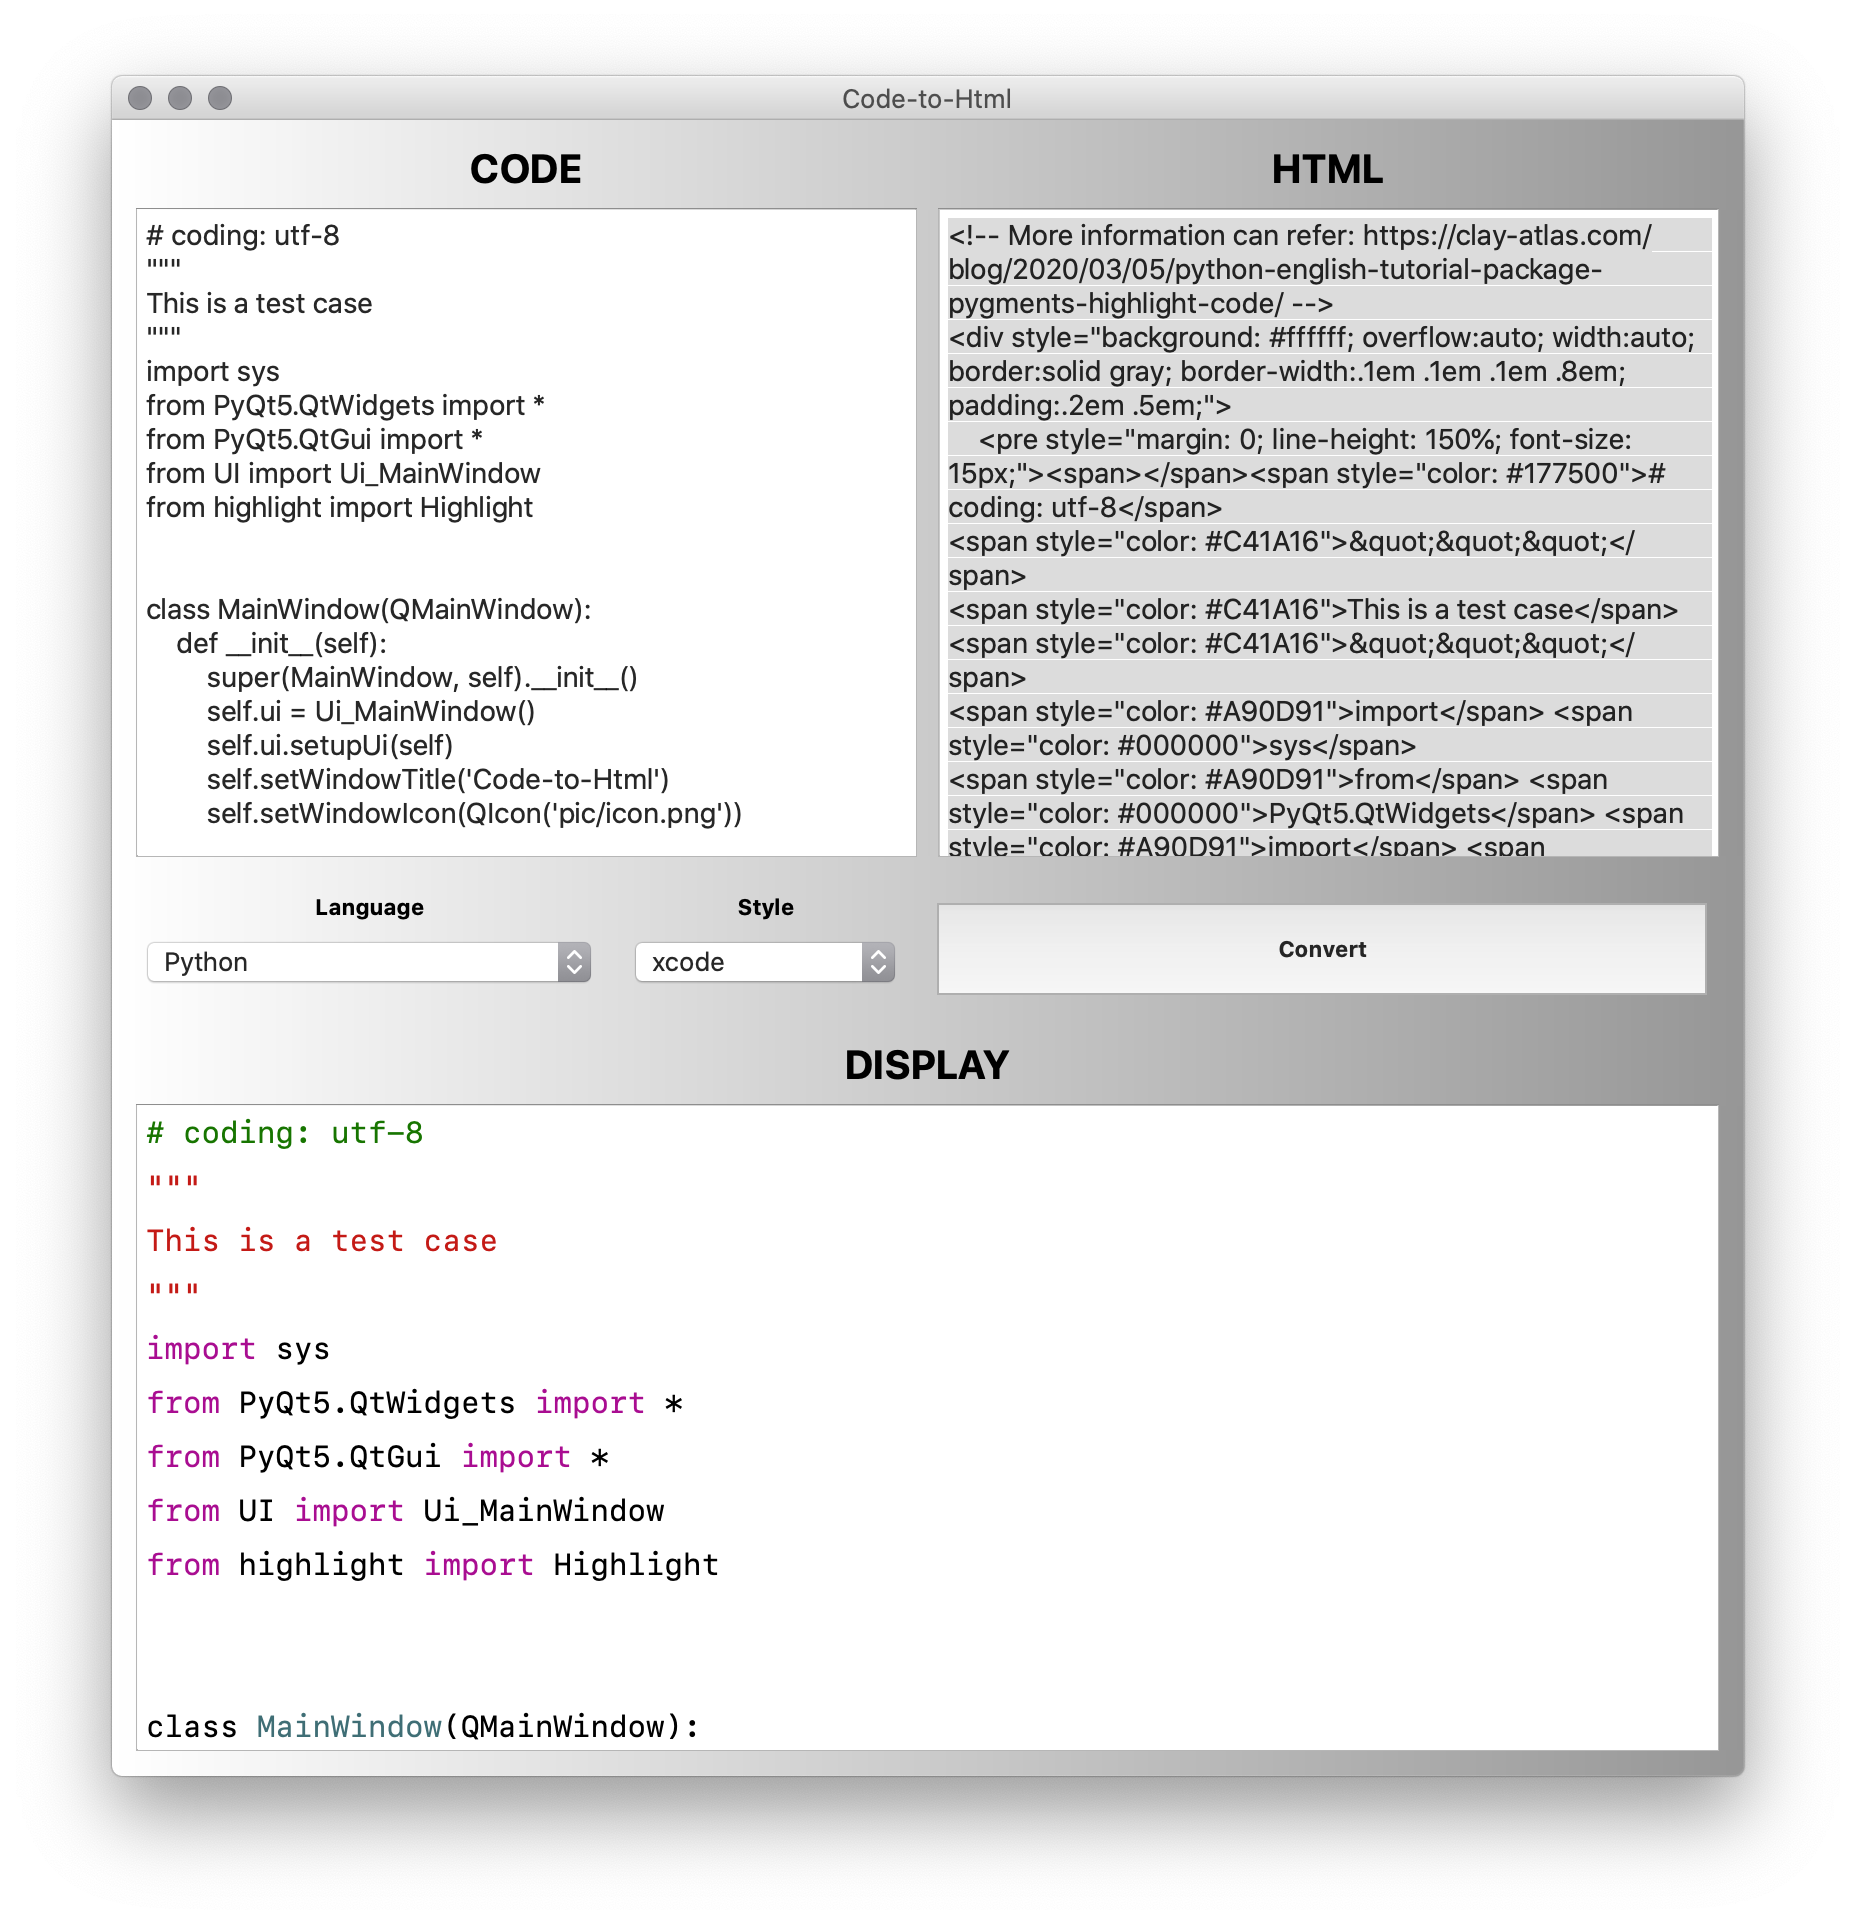 Code-to-Html
CODE
# coding: utf-8
"""
This is a test case
"""
import sys
from PyQt5.QtWidgets import *
from PyQt5.QtGui import *
from UI import Ui_MainWindow
from highlight import Highlight
class MainWindow(QMainWindow):
    def __init__(self):
        super(MainWindow, self).__init__()
        self.ui = Ui_MainWindow()
        self.ui.setupUi(self)
        self.setWindowTitle('Code-to-Html')
        self.setWindowIcon(QIcon('pic/icon.png'))
HTML
<!-- More information can refer: https://clay-atlas.com/
blog/2020/03/05/python-english-tutorial-package-
pygments-highlight-code/ -->
<div style="background: #ffffff; overflow:auto; width:auto;
border:solid gray; border-width:.1em .1em .1em .8em;
padding:.2em .5em;">
    <pre style="margin: 0; line-height: 150%; font-size:
15px;"><span></span><span style="color: #177500">#
coding: utf-8</span>
<span style="color: #C41A16">&quot;&quot;&quot;</
span>
<span style="color: #C41A16">This is a test case</span>
<span style="color: #C41A16">&quot;&quot;&quot;</
span>
<span style="color: #A90D91">import</span> <span
style="color: #000000">sys</span>
<span style="color: #A90D91">from</span> <span
style="color: #000000">PyQt5.QtWidgets</span> <span
style="color: #A90D91">import</span> <span
Language
Python
Style
xcode
Convert
DISPLAY
# coding: utf-8
"""
This is a test case
"""
import sys
from PyQt5.QtWidgets import *
from PyQt5.QtGui import *
from UI import Ui_MainWindow
from highlight import Highlight
class MainWindow(QMainWindow):